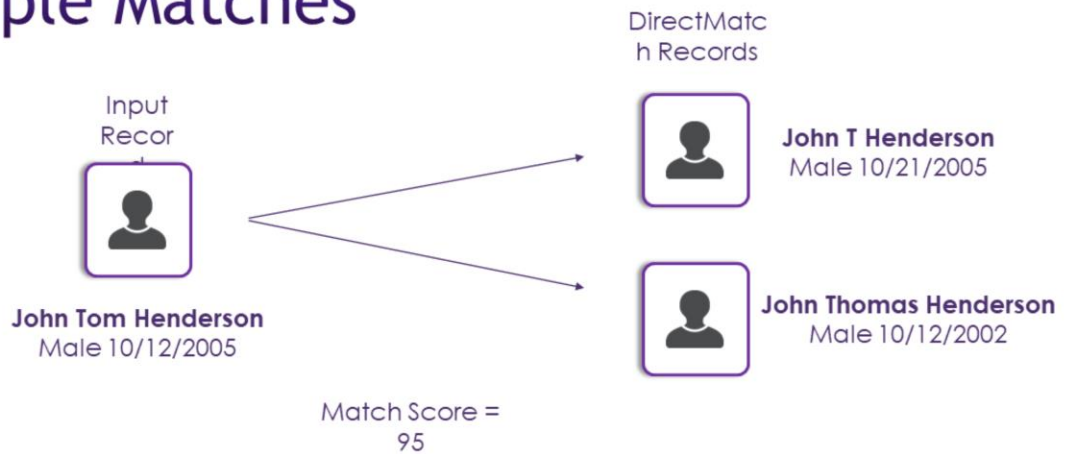 ple Matches
DirectMatc
h Records
Input
Recor
John T Henderson
Male 10/21/2005
John Tom Henderson
Male 10/12/2005
John Thomas Henderson
Male 10/12/2002
Match Score =
95